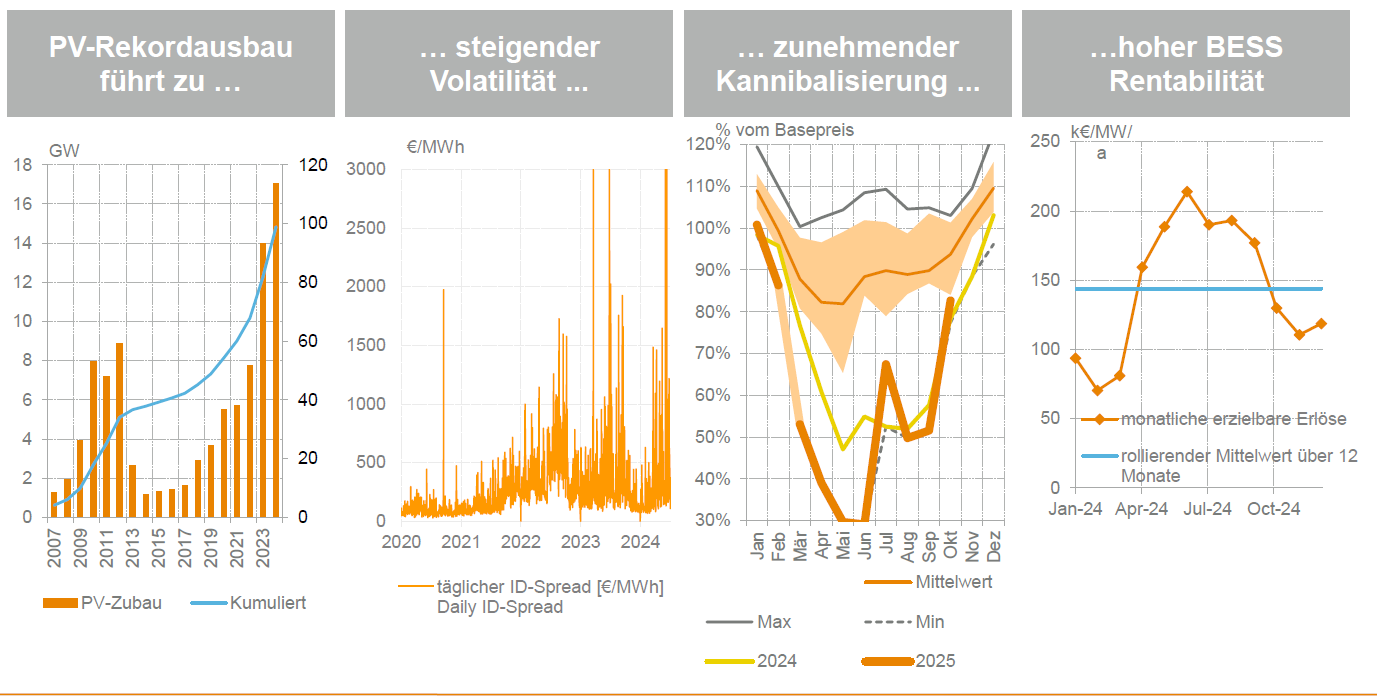 PV-Rekordausbau
führt zu …
… steigender
Volatilität ...
… zunehmender
Kannibalisierung ...
…hoher BESS
Rentabilität
GW
18
16
14
12
10
8
6
4
2
0
120
100
80
60
40
20
0
2007
2009
2011
2013
2015
2017
2019
2021
2023
PV-Zubau
Kumuliert
€/MWh
3000
2500
2000
1500
1000
500
0
2020
2021
2022
2023
2024
täglicher ID-Spread [€/MWh]
Daily ID-Spread
% vom Basepreis
120%
110%
100%
90%
80%
70%
60%
50%
40%
30%
Jan
Feb
Mär
Apr
Mai
Jun
Jul
Aug
Sep
Okt
Nov
Dez
Mittelwert
Max
Min
2024
2025
k€/MW/
a
250
200
150
100
50
0
monatliche erzielbare Erlöse
rollierender Mittelwert über 12
Monate
Jan-24
Apr-24
Jul-24
Oct-24